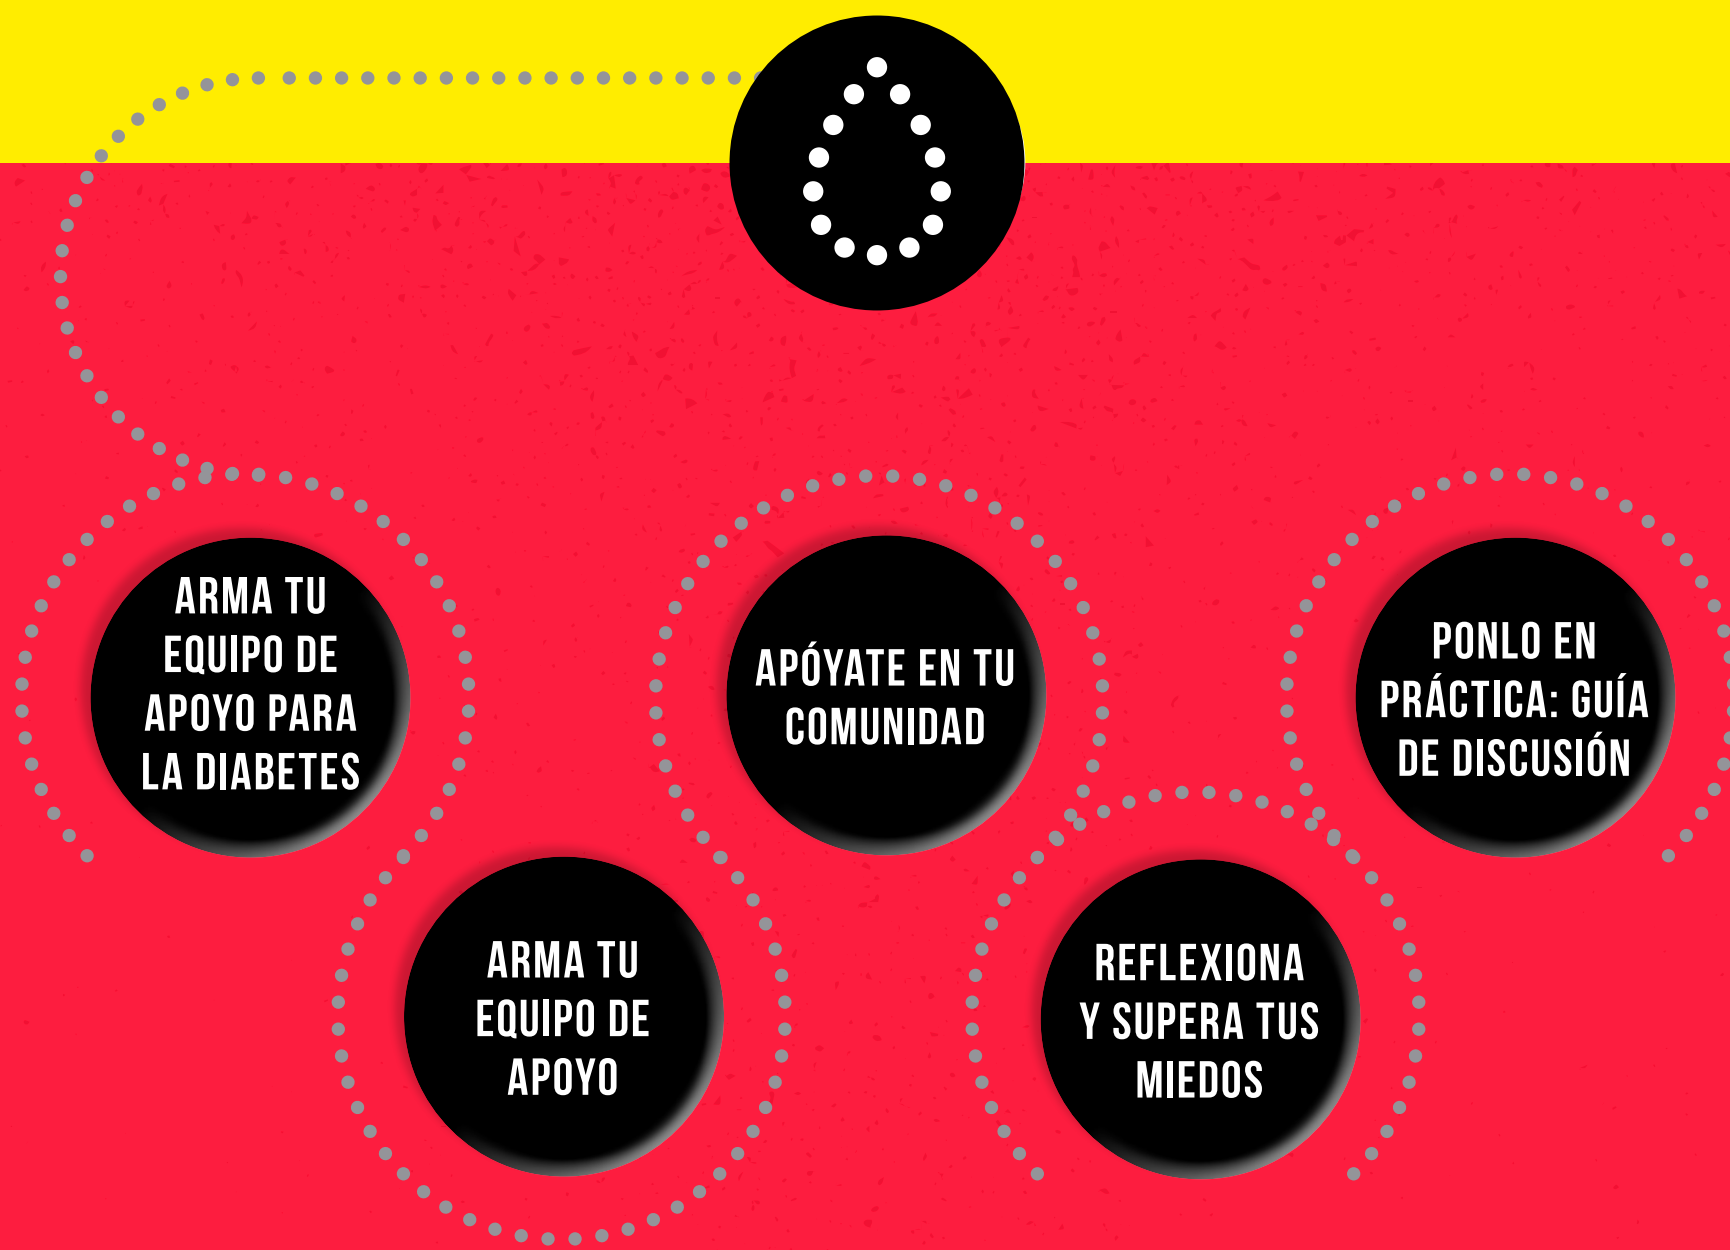 ARMA TU
EQUIPO DE
APOYO PARA
LA DIABETES
ARMA TU
EQUIPO DE
APOYO
APÓYATE EN TU
COMUNIDAD
REFLEXIONA
Y SUPERA TUS
MIEDOS
PONLO EN
PRÁCTICA: GUÍA
DE DISCUSIÓN